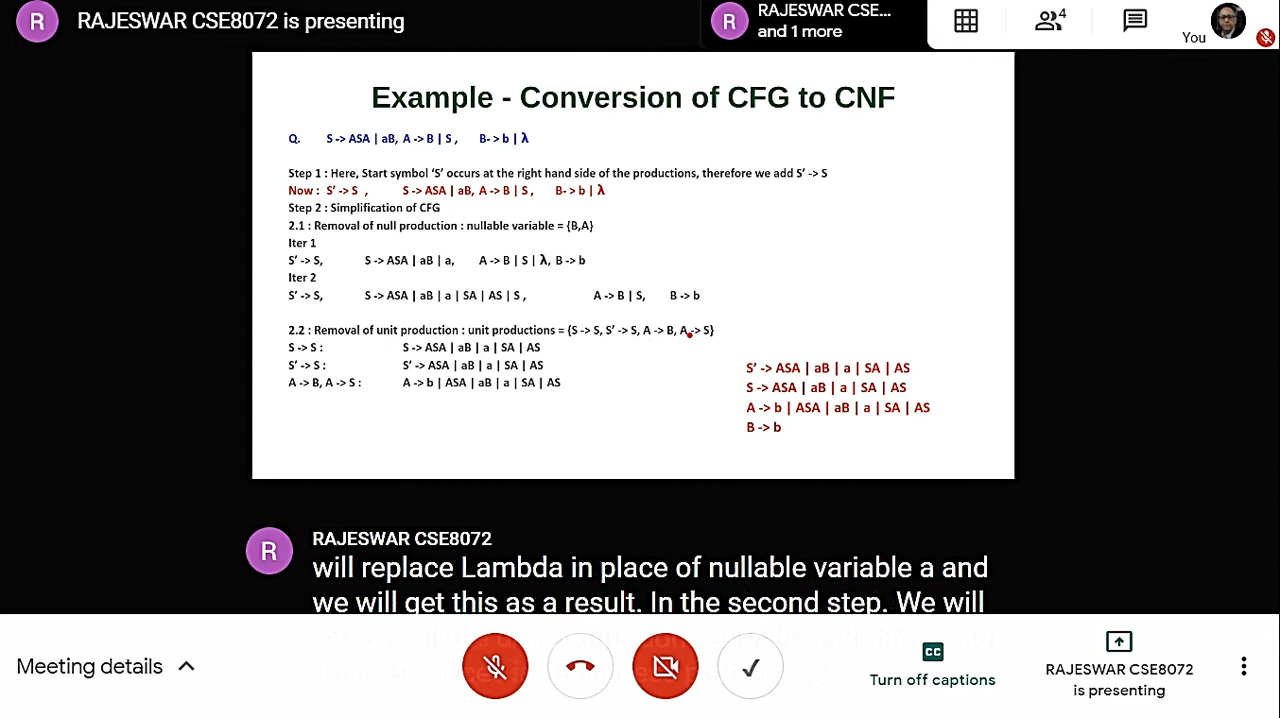 R RAJESWAR CSE8072 is presenting
R RAJESWAR CSE...
and 1 more
4
You
Example - Conversion of CFG to CNF
Q. S -> ASA | aB, A -> B | S , B- > b | λ
Step 1 : Here, Start symbol ‘S’ occurs at the right hand side of the productions, therefore we add S’ -> S
Now : S’ -> S , S -> ASA | aB, A -> B | S , B- > b | λ
Step 2 : Simplification of CFG
2.1 : Removal of null production : nullable variable = {B,A}
Iter 1
S’ -> S, S -> ASA | aB | a, A -> B | S | λ, B -> b
Iter 2
S’ -> S, S -> ASA | aB | a | SA | AS | S , A -> B | S, B -> b
2.2 : Removal of unit production : unit productions = {S -> S, S’ -> S, A -> B, A -> S}
S -> S : S -> ASA | aB | a | SA | AS
S’ -> S : S’ -> ASA | aB | a | SA | AS
A -> B, A -> S : A -> b | ASA | aB | a | SA | AS
S’ -> ASA | aB | a | SA | AS
S -> ASA | aB | a | SA | AS
A -> b | ASA | aB | a | SA | AS
B -> b
R RAJESWAR CSE8072
will replace Lambda in place of nullable variable a and
we will get this as a result. In the second step. We will
Meeting details
CC
Turn off captions
RAJESWAR CSE8072
is presenting